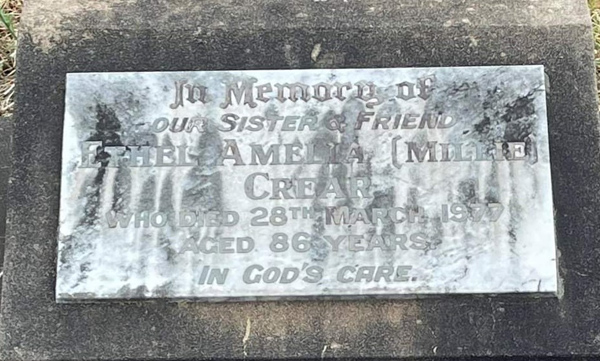 In Memory of
OUR SISTER & FRIEND
ETHEL AMELIA (MILLIE)
CREAR
WHO DIED 28TH MARCH 1977
AGED 86 YEARS
IN GOD'S CARE.